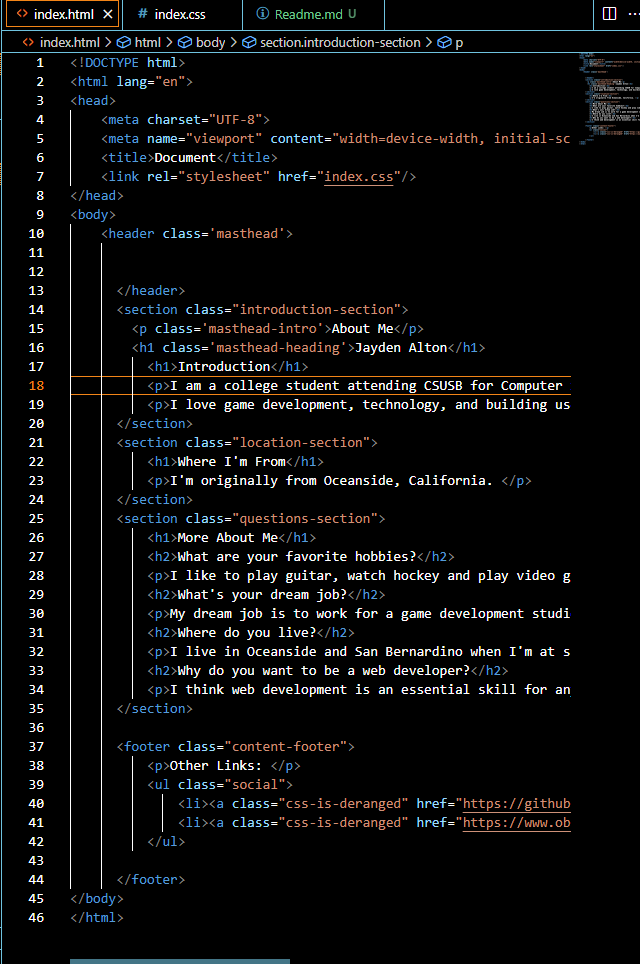 index.html
index.css
Readme.md U
index.html > html > body > section.introduction-section > p
1 <!DOCTYPE html>
2 <html lang="en">
3 <head>
4 <meta charset="UTF-8">
5 <meta name="viewport" content="width=device-width, initial-sc
6 <title>Document</title>
7 <link rel="stylesheet" href="index.css"/>
8 </head>
9 <body>
10 <header class='masthead'>
11
12
13 </header>
14 <section class="introduction-section">
15 <p class='masthead-intro'>About Me</p>
16 <h1 class='masthead-heading'>Jayden Alton</h1>
17 <h1>Introduction</h1>
18 <p>I am a college student attending CSUSB for Computer
19 <p>I love game development, technology, and building us
20 </section>
21 <section class="location-section">
22 <h1>Where I'm From</h1>
23 <p>I'm originally from Oceanside, California. </p>
24 </section>
25 <section class="questions-section">
26 <h1>More About Me</h1>
27 <h2>What are your favorite hobbies?</h2>
28 <p>I like to play guitar, watch hockey and play video g
29 <h2>What's your dream job?</h2>
30 <p>My dream job is to work for a game development studi
31 <h2>Where do you live?</h2>
32 <p>I live in Oceanside and San Bernardino when I'm at s
33 <h2>Why do you want to be a web developer?</h2>
34 <p>I think web development is an essential skill for an
35 </section>
36
37 <footer class="content-footer">
38 <p>Other Links: </p>
39 <ul class="social">
40 <li><a class="css-is-deranged" href="https://github
41 <li><a class="css-is-deranged" href="https://www.ob
42 </ul>
43
44 </footer>
45 </body>
46 </html>